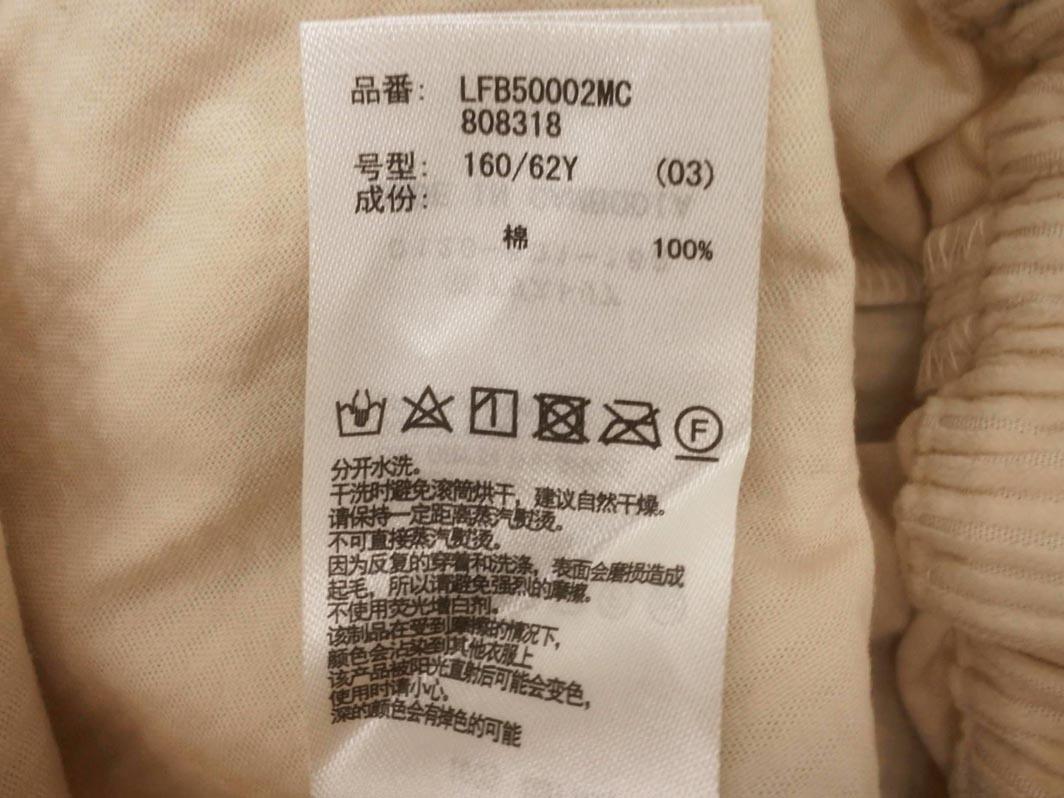 品番: LFB50002MC
808318
号型: 160/62Y (03)
成份:
棉 100%
F
分开水洗。
干洗时避免滚筒烘干，建议自然干燥。
请保持一定距离蒸汽熨烫。
不可直接蒸汽熨烫。
因为反复的穿着和洗涤，表面会磨损造成
起毛，所以请避免强烈的摩擦。
不使用荧光增白剂。
该制品在受到摩擦的情况下，
颜色会沾染到其他衣服上
该产品被阳光直射后可能会变色，
使用时请小心。
深的颜色会有掉色的可能